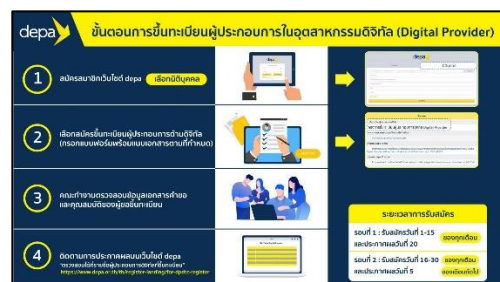 depa
ขั้นตอนการขึ้นทะเบียนผู้ประกอบการในอุตสาหกรรมดิจิทัล (Digital Provider)
1
สมัครสมาชิกเว็บไซต์ depa เลือกนิติบุคคล
2
เลือกสมัครขึ้นทะเบียนผู้ประกอบการด้านดิจิทัล
(กรอกแบบฟอร์มพร้อมแนบเอกสารตามที่กำหนด)
3
คณะทำงานตรวจสอบข้อมูลเอกสารคำขอ
และคุณสมบัติของผู้ขอขึ้นทะเบียน
4
ติดตามการประกาศผลบนเว็บไซต์ depa
depa
นิติบุคคล
ระยะเวลาการรับสมัคร
รอบที่ 1 : รับสมัครวันที่ 1-15 ของทุกเดือน
และประกาศผลวันที่ 20
รอบที่ 2 : รับสมัครวันที่ 16-30 ของทุกเดือน
และประกาศผลวันที่ 5 ของเดือนถัดไป